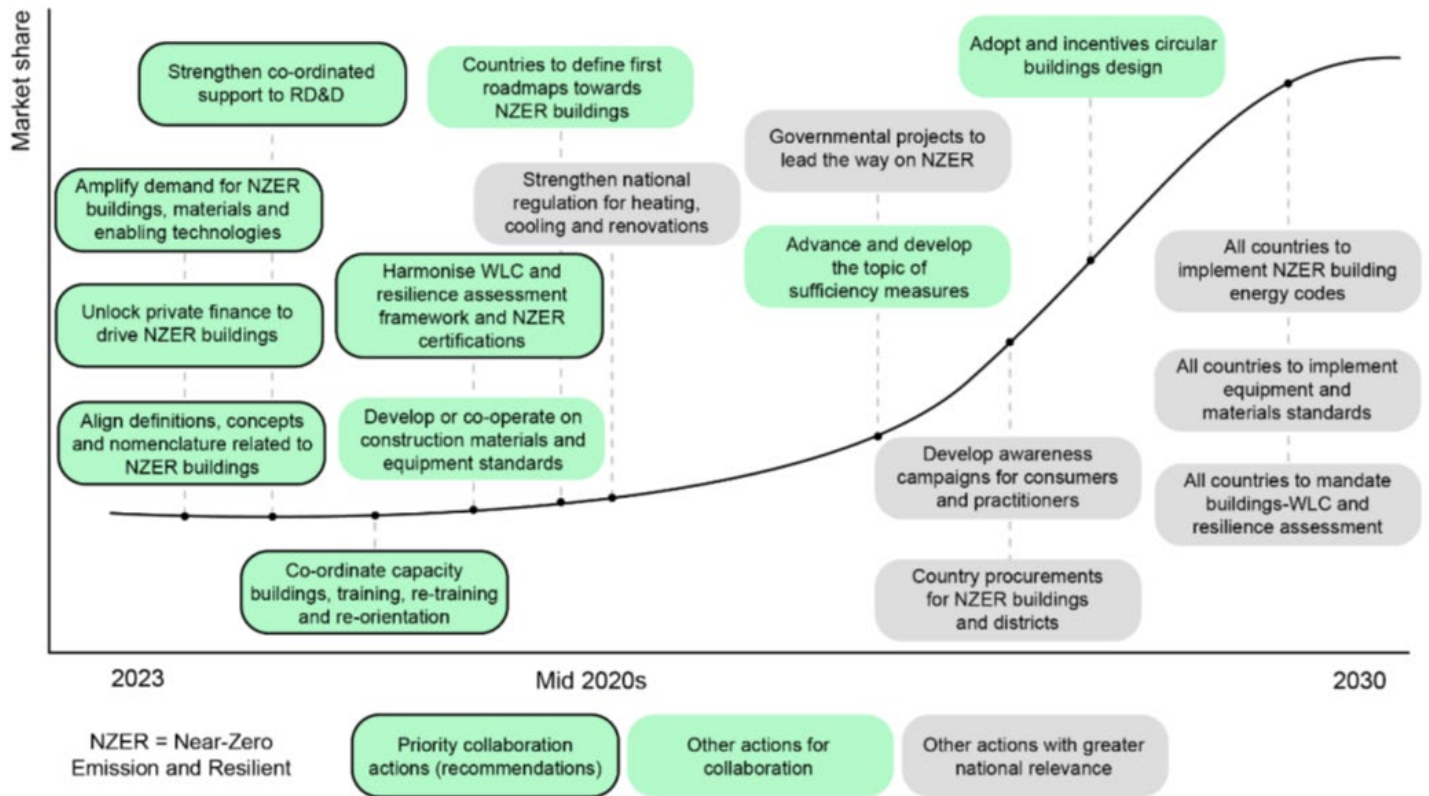 Market share
Strengthen co-ordinated
support to RD&D
Countries to define first
roadmaps towards
NZER buildings
Adopt and incentives circular
buildings design
Governmental projects to
lead the way on NZER
Amplify demand for NZER
buildings, materials and
enabling technologies
Strengthen national
regulation for heating,
cooling and renovations
Advance and develop
the topic of
sufficiency measures
All countries to
implement NZER building
energy codes
Unlock private finance to
drive NZER buildings
Harmonise WLC and
resilience assessment
framework and NZER
certifications
All countries to implement
equipment and
materials standards
Align definitions, concepts
and nomenclature related to
NZER buildings
Develop or co-operate on
construction materials and
equipment standards
Develop awareness
campaigns for consumers
and practitioners
All countries to mandate
buildings-WLC and
resilience assessment
Co-ordinate capacity
buildings, training, re-training
and re-orientation
Country procurements
for NZER buildings
and districts
2023
Mid 2020s
2030
NZER = Near-Zero
Emission and Resilient
Priority collaboration
actions (recommendations)
Other actions for
collaboration
Other actions with greater
national relevance